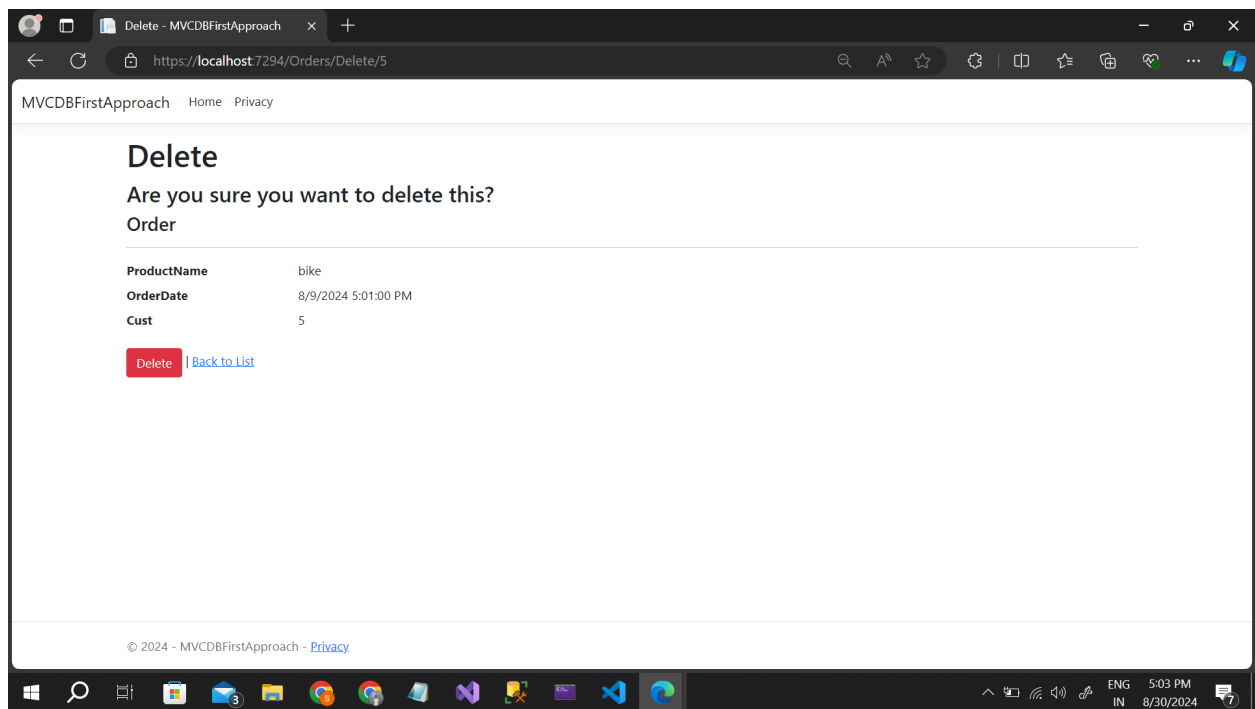 Delete - MVCDBFirstApproach
https://localhost:7294/Orders/Delete/5
MVCDBFirstApproach Home Privacy
Delete
Are you sure you want to delete this?
Order
ProductName bike
OrderDate 8/9/2024 5:01:00 PM
Cust 5
Delete | Back to List
© 2024 - MVCDBFirstApproach - Privacy
3
S
ENG 5:03 PM
IN 8/30/2024
7